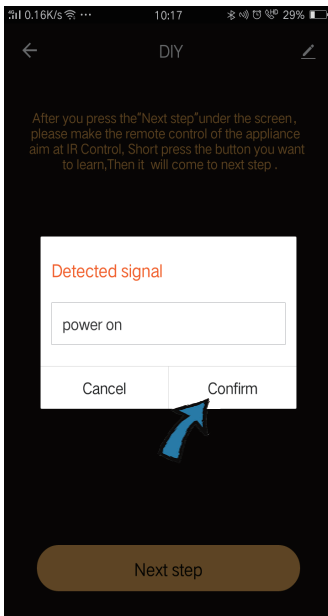 4G 0.16K/s ··· 10:17 29%
DIY
After you press the"Next step"under the screen,
please make the remote control of the appliance
aim at IR Control, Short press the button you want
to learn,Then it will come to next step .
Detected signal
power on
Cancel Confirm
Next step